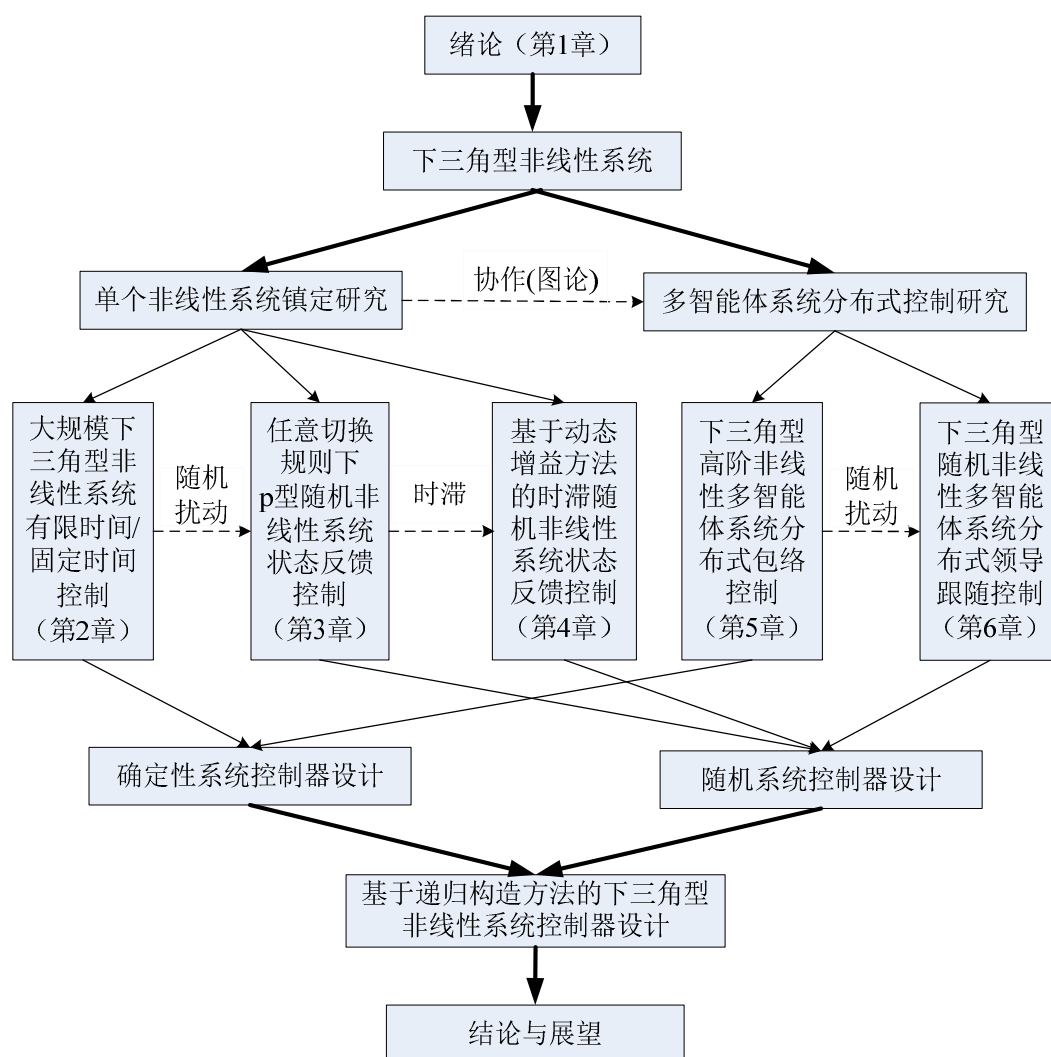 绪论（第1章）
下三角型非线性系统
协作(图论)
单个非线性系统镇定研究
多智能体系统分布式控制研究
大规模下
三角型非
线性系统
有限时间/
固定时间
控制
（第2章）
随机
扰动
任意切换
规则下
p型随机非
线性系统
状态反馈
控制
（第3章）
时滞
基于动态
增益方法
的时滞随
机非线性
系统状态
反馈控制
（第4章）
下三角型
高阶非线
性多智能
体系统分
布式包络
控制
（第5章）
随机
扰动
下三角型
随机非线
性多智能
体系统分
布式领导
跟随控制
（第6章）
确定性系统控制器设计
随机系统控制器设计
基于递归构造方法的下三角型
非线性系统控制器设计
结论与展望